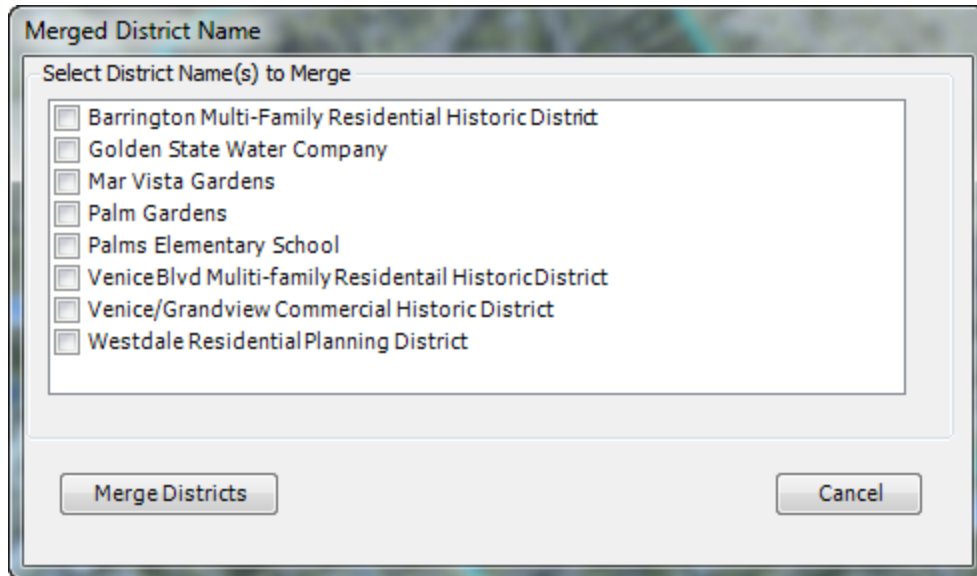 Merged District Name
Select District Name(s) to Merge
Barrington Multi-Family Residential Historic District
Golden State Water Company
Mar Vista Gardens
Palm Gardens
Palms Elementary School
Venice Blvd Muliti-family Residentail Historic District
Venice/Grandview Commercial Historic District
Westdale Residential Planning District
Merge Districts
Cancel